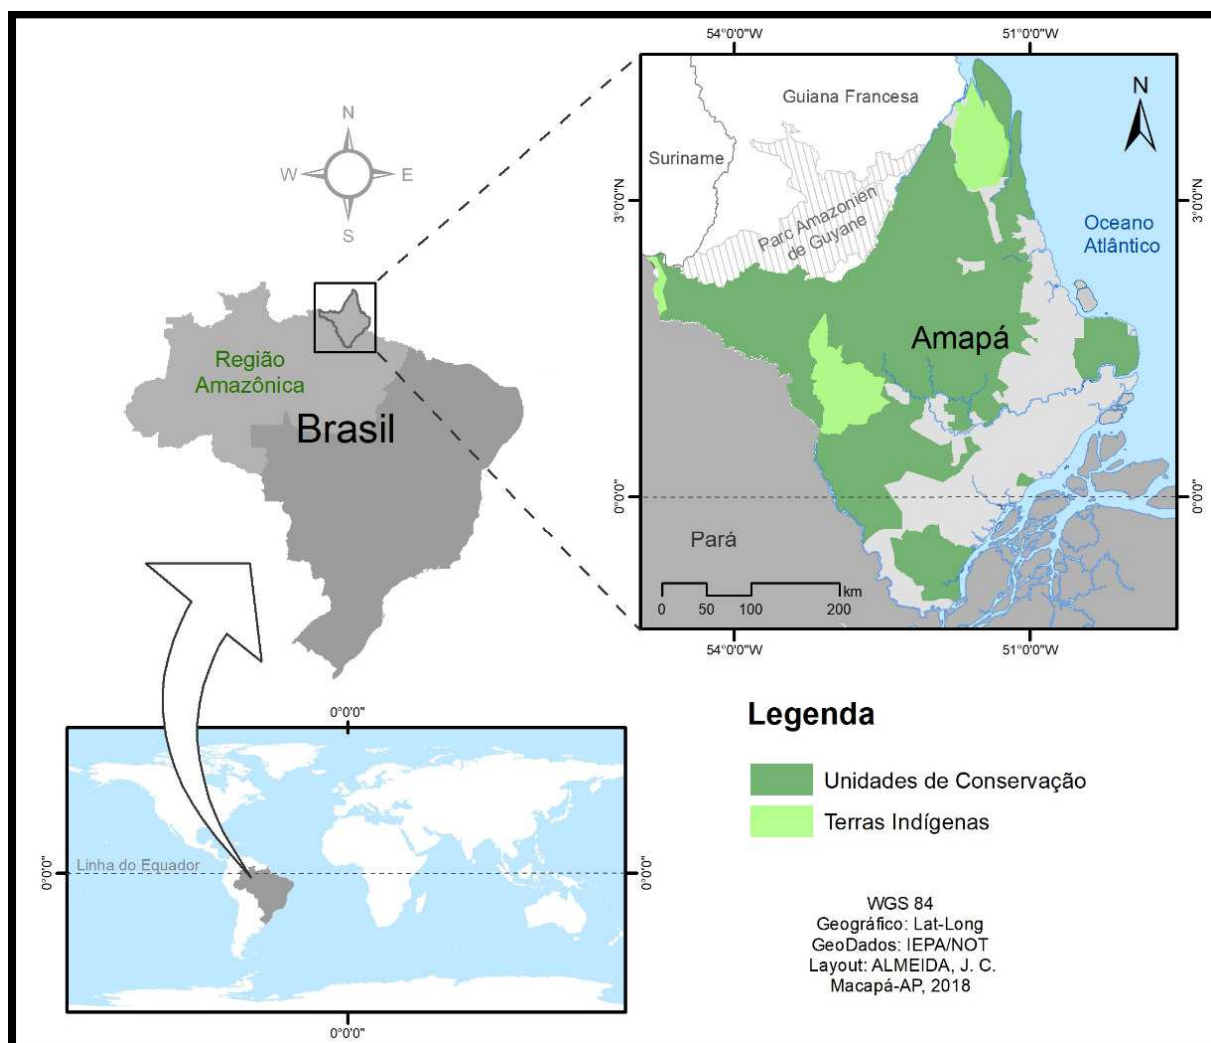 54°0'0"W
51°0'0"W
N
Guiana Francesa
Suriname
Parc Amazonien
de Guyane
3°0'0"N
3°0'0"N
Oceano
Atlântico
Amapá
0°0'0"
0°0'0"
Pará
km
0 50 100 200
54°0'0"W
51°0'0"W
N
W
E
S
Região
Amazônica
Brasil
0°0'0"
Linha do Equador
0°0'0"
0°0'0"
0°0'0"
Legenda
Unidades de Conservação
Terras Indígenas
WGS 84
Geográfico: Lat-Long
GeoDados: IEPA/NOT
Layout: ALMEIDA, J. C.
Macapá-AP, 2018